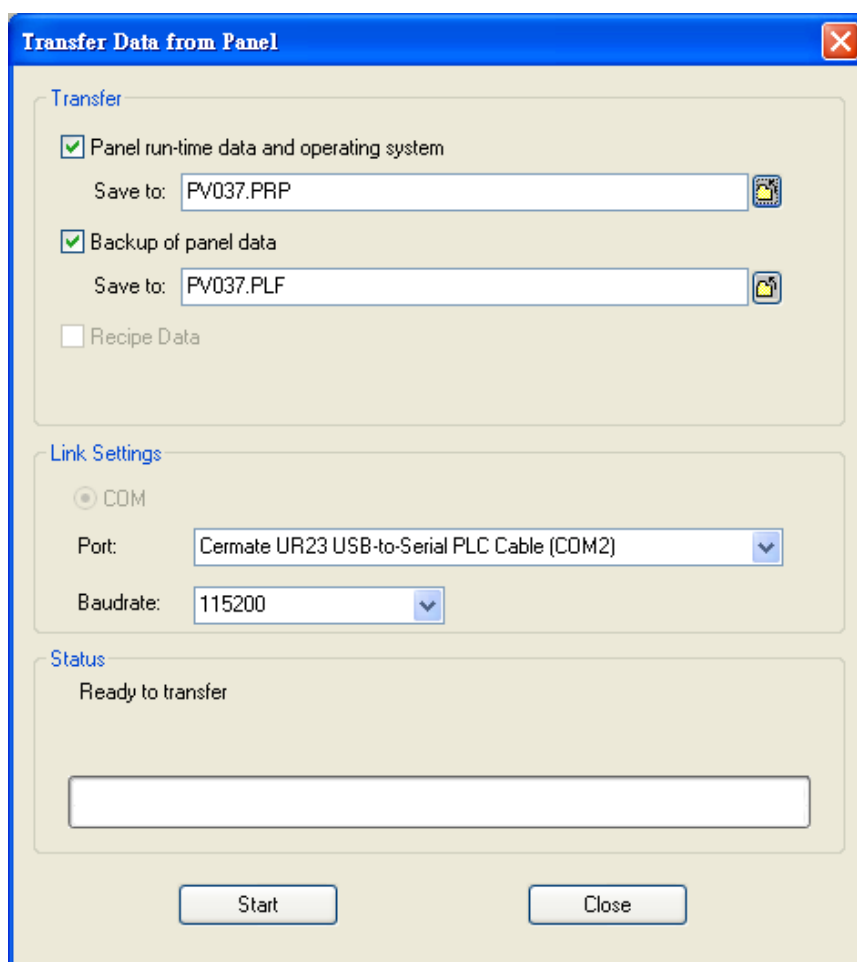 Transfer Data from Panel
Transfer
Panel run-time data and operating system
Save to: PV037.PRP
Backup of panel data
Save to: PV037.PLF
Recipe Data
Link Settings
COM
Port: Cermate UR23 USB-to-Serial PLC Cable (COM2)
Baudrate: 115200
Status
Ready to transfer
Start Close